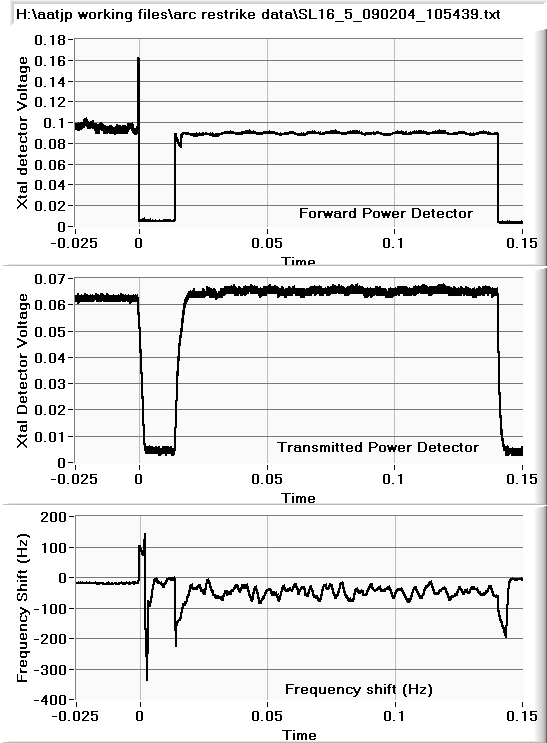 H:\aatjp working files\arc restrike data\SL16_5_090204_105439.txt
Xtal detector Voltage
0.18
0.16
0.14
0.12
0.1
0.08
0.06
0.04
0.02
0
Forward Power Detector
-0.025 0 0.05 0.1 0.15
Time
Xtal Detector Voltage
0.07
0.06
0.05
0.04
0.03
0.02
0.01
0
Transmitted Power Detector
-0.025 0 0.05 0.1 0.15
Time
Frequency Shift (Hz)
200
100
0
-100
-200
-300
-400
Frequency shift (Hz)
-0.025 0 0.05 0.1 0.15
Time